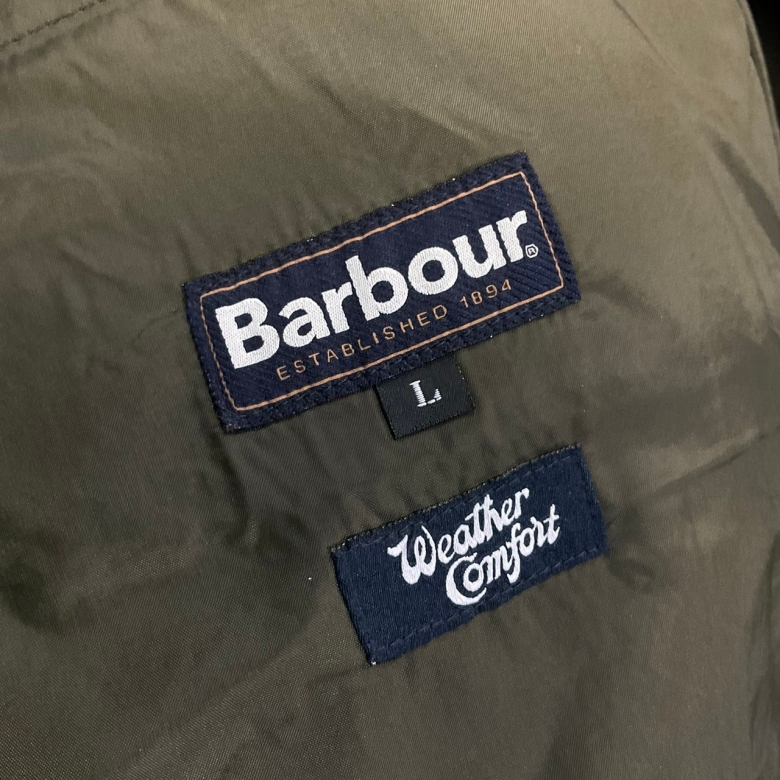 Barbour®
ESTABLISHED 1894
L
Weather
Comfort